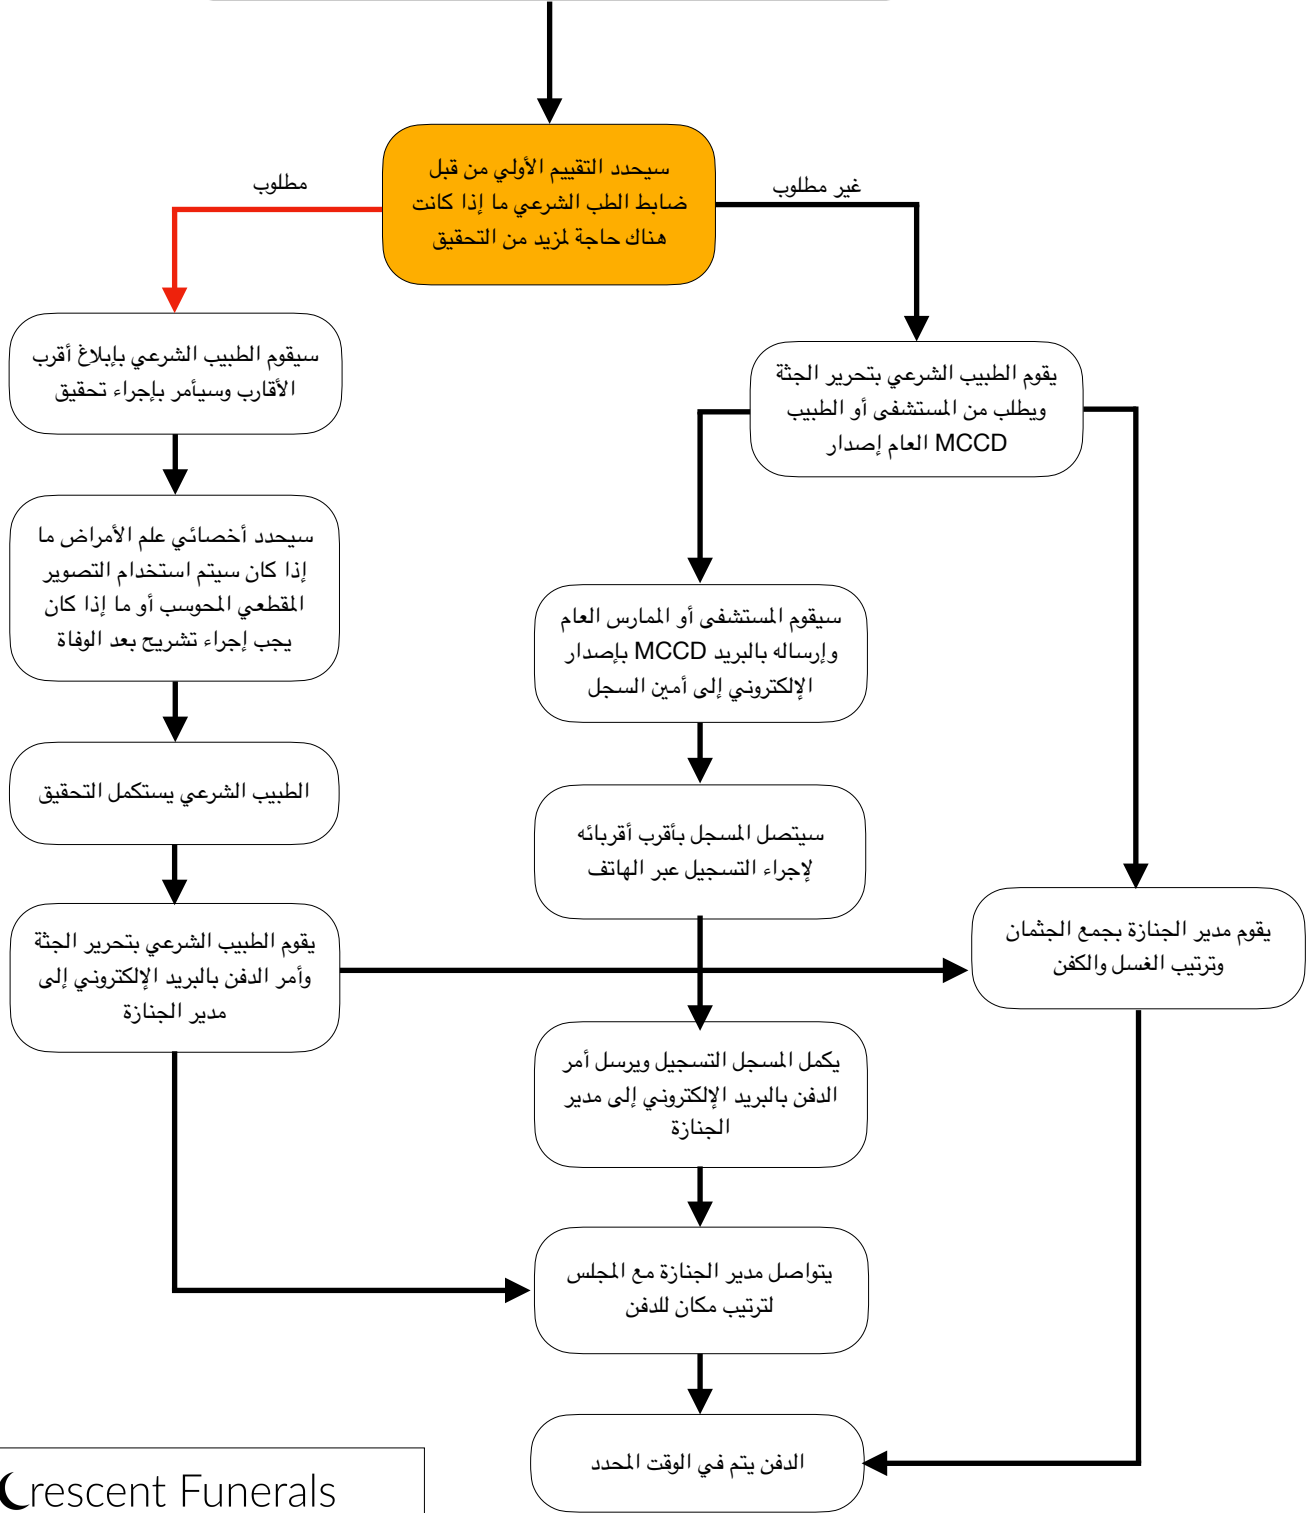 سيحدد التقييم الأولي من قبل
ضابط الطب الشرعي ما إذا كانت
هناك حاجة لمزيد من التحقيق
غير مطلوب
مطلوب
يقوم الطبيب الشرعي بتحرير الجثة
ويطلب من المستشفى أو الطبيب
MCCD العام إصدار
سيقوم الطبيب الشرعي بإبلاغ أقرب
الأقارب وسيأمر بإجراء تحقيق
سيحدد أخصائي علم الأمراض ما
إذا كان سيتم استخدام التصوير
المقطعي المحوسب أو ما إذا كان
يجب إجراء تشريح بعد الوفاة
سيقوم المستشفى أو الممارس العام
وإرساله بالبريد MCCD بإصدار
الإلكتروني إلى أمين السجل
الطبيب الشرعي يستكمل التحقيق
سيتصل المسجل بأقرب أقربائه
لإجراء التسجيل عبر الهاتف
يقوم مدير الجنازة بجمع الجثمان
وترتيب الغسل والكفن
يقوم الطبيب الشرعي بتحرير الجثة
وأمر الدفن بالبريد الإلكتروني إلى
مدير الجنازة
يكمل المسجل التسجيل ويرسل أمر
الدفن بالبريد الإلكتروني إلى مدير
الجنازة
يتواصل مدير الجنازة مع المجلس
لترتيب مكان للدفن
الدفن يتم في الوقت المحدد
Crescent Funerals